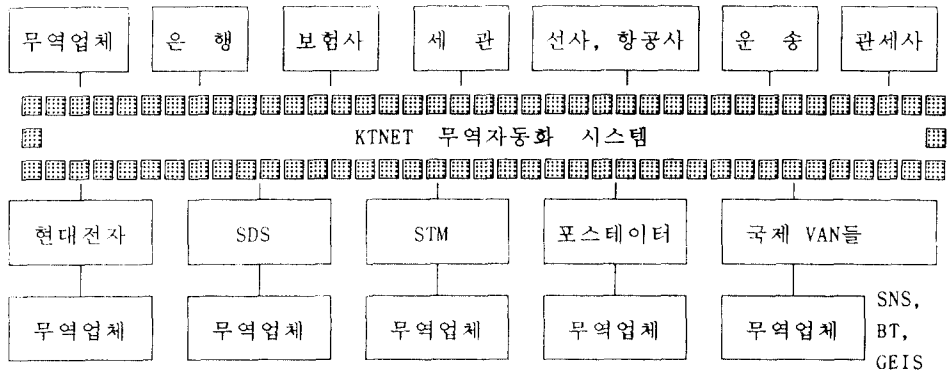 무역업체 은 행 보험사 세 관 선사, 항공사 운 송 관세사
KTNET 무역자동화 시스템
현대전자 SDS STM 포스테이터 국제 VAN들
무역업체 무역업체 무역업체 무역업체 무역업체 SNS,
BT,
GEIS